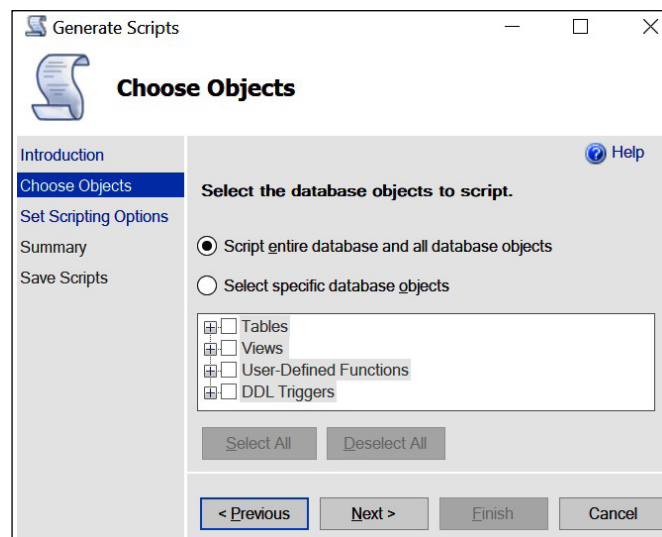 Generate Scripts
Choose Objects
Introduction
Choose Objects
Set Scripting Options
Summary
Save Scripts
Help
Select the database objects to script.
Script entire database and all database objects
Select specific database objects
Tables
Views
User-Defined Functions
DDL Triggers
Select All Deselect All
< Previous Next > Finish Cancel